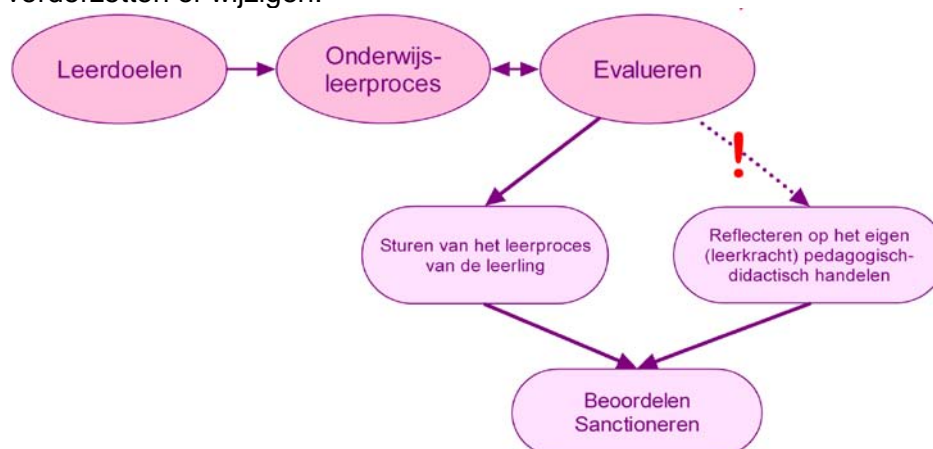 Leerdoelen
Onderwijs-
leerproces
Evalueren
!
Sturen van het leerproces
van de leerling
Reflecteren op het eigen
(leerkracht) pedagogisch-
didactisch handelen
Beoordelen
Sanctioneren